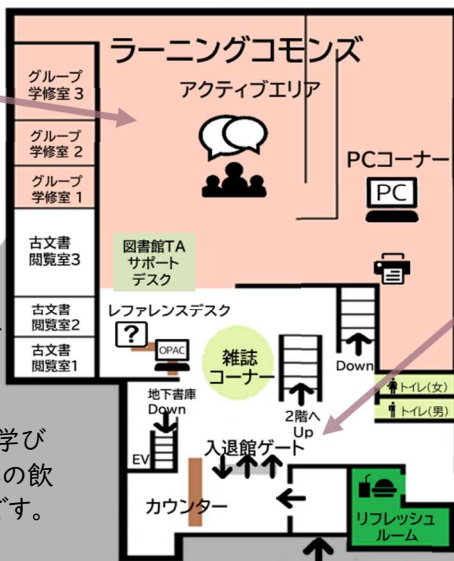 ラーニングコモンズ
アクティブエリア
グループ
学修室 3
グループ
学修室 2
グループ
学修室 1
PCコーナー
PC
古文書
閲覧室3
古文書
閲覧室2
古文書
閲覧室1
図書館TA
サポート
デスク
レファレンスデスク
?
OPAC
雑誌
コーナー
Down
トイレ(女)
トイレ(男)
地下書庫
Down
2階へ
Up
EV
入退館ゲート
カウンター
リフレッシュ
ルーム
学び
の飲
です。